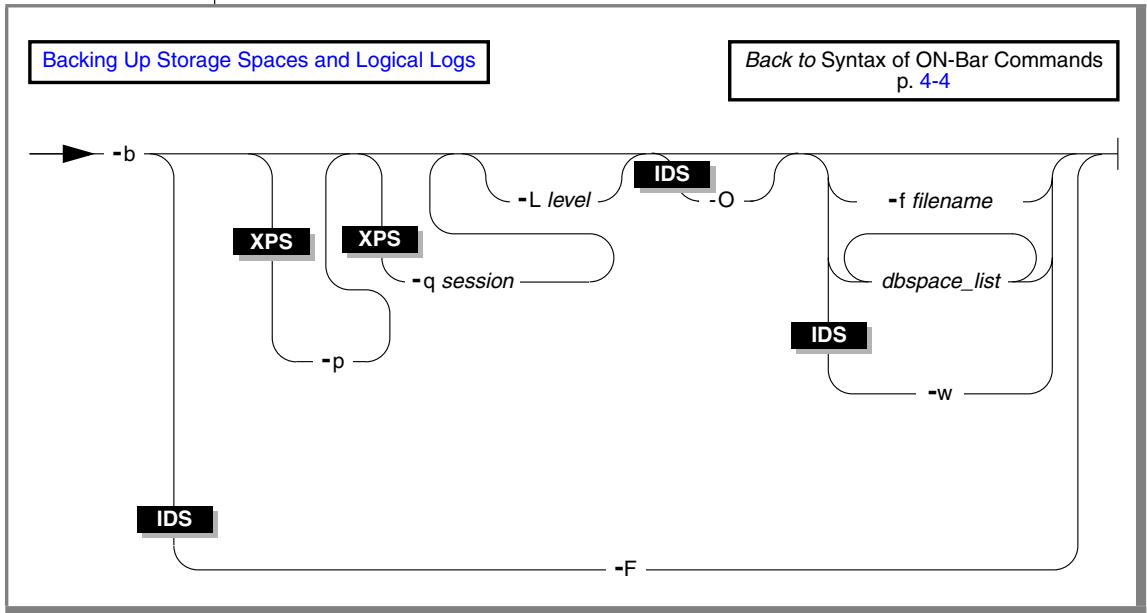 Backing Up Storage Spaces and Logical Logs
Back to Syntax of ON-Bar Commands
p. 4-4
-b
-L level
IDS
-O
-f filename
XPS
XPS
-q session
dbspace_list
IDS
-p
-w
IDS
-F